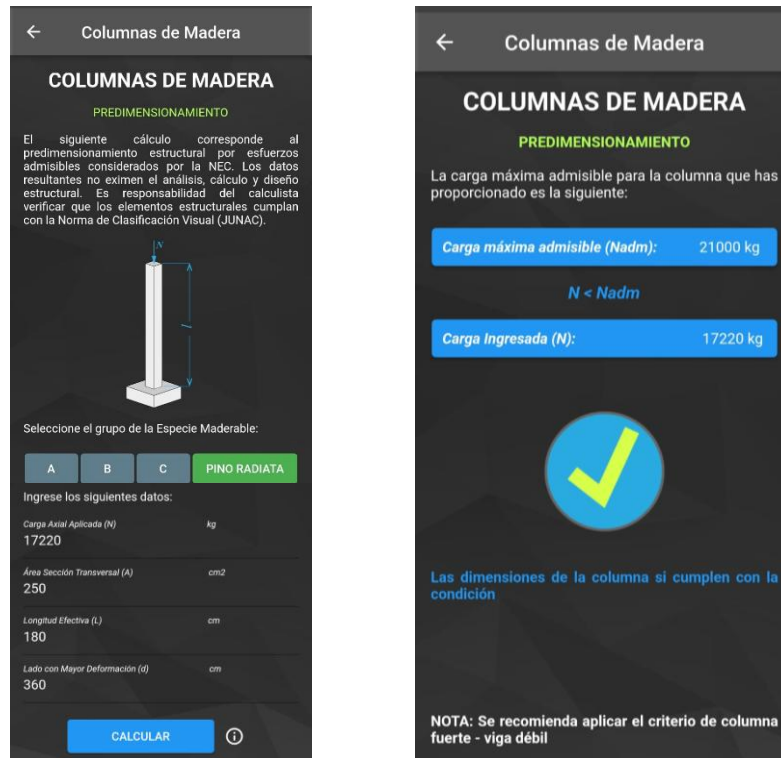 ← Columnas de Madera
COLUMNAS DE MADERA
PREDIMENSIONAMIENTO
El siguiente cálculo corresponde al
predimensionamiento estructural por esfuerzos
admisibles considerados por la NEC. Los datos
resultantes no eximen el análisis, cálculo y diseño
estructural. Es responsabilidad del calculista
verificar que los elementos estructurales cumplan
con la Norma de Clasificación Visual (JUNAC).
N
l
Seleccione el grupo de la Especie Maderable:
A B C PINO RADIATA
Ingrese los siguientes datos:
Carga Axial Aplicada (N) kg
17220
Área Sección Transversal (A) cm2
250
Longitud Efectiva (L) cm
180
Lado con Mayor Deformación (d) cm
360
CALCULAR
← Columnas de Madera
COLUMNAS DE MADERA
PREDIMENSIONAMIENTO
La carga máxima admisible para la columna que has
proporcionado es la siguiente:
Carga máxima admisible (Nadm): 21000 kg
N < Nadm
Carga Ingresada (N): 17220 kg
Las dimensiones de la columna si cumplen con la
condición
NOTA: Se recomienda aplicar el criterio de columna
fuerte - viga débil